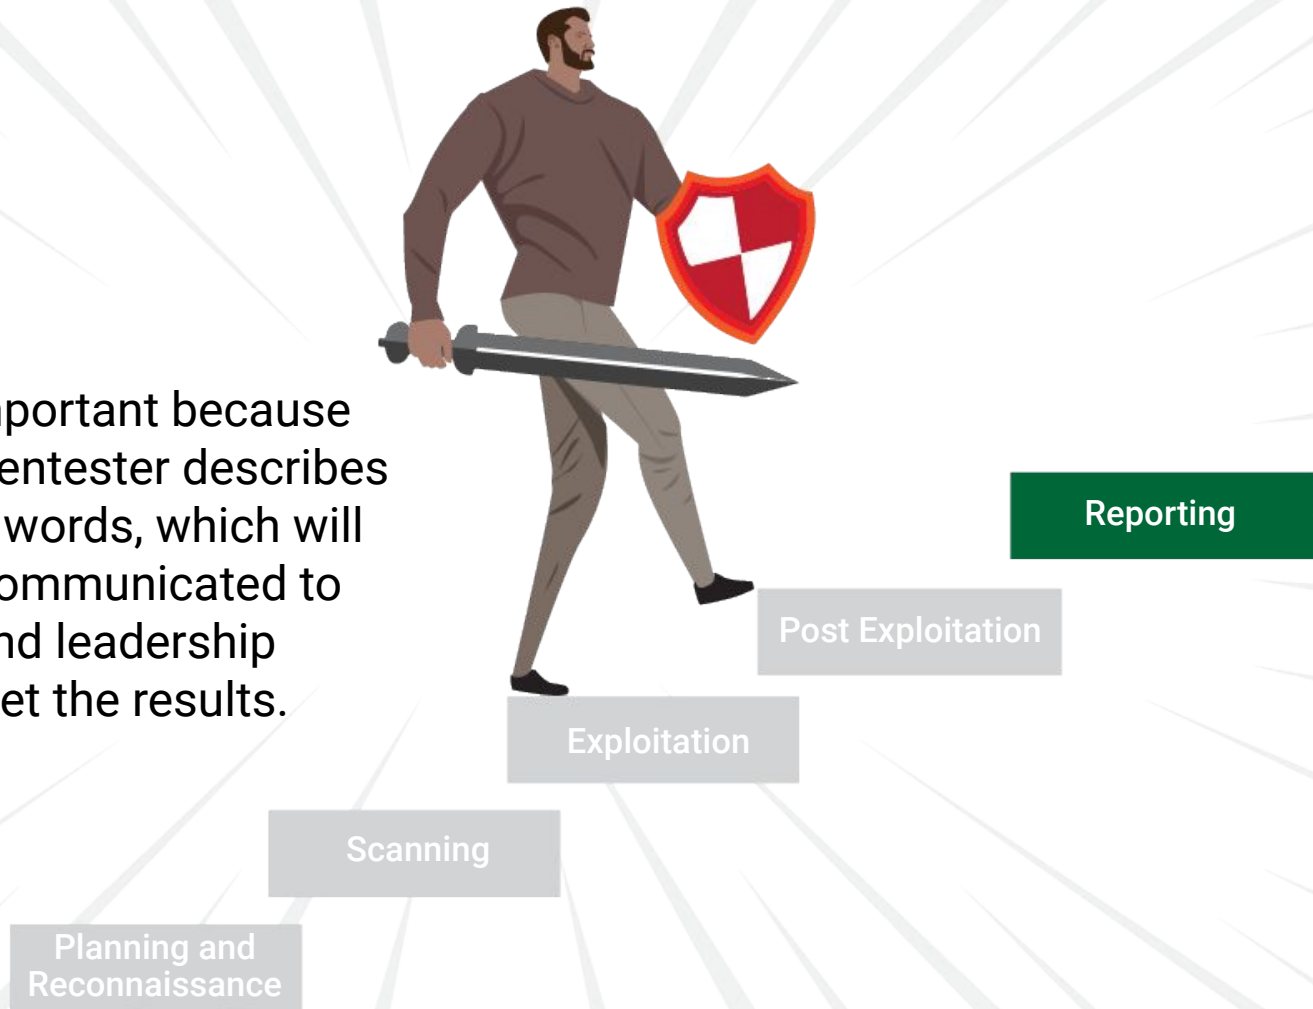 portant because
entester describes
words, which will
ommunicated to
nd leadership
et the results.
Reporting
Post Exploitation
Exploitation
Scanning
Planning and
Reconnaissance